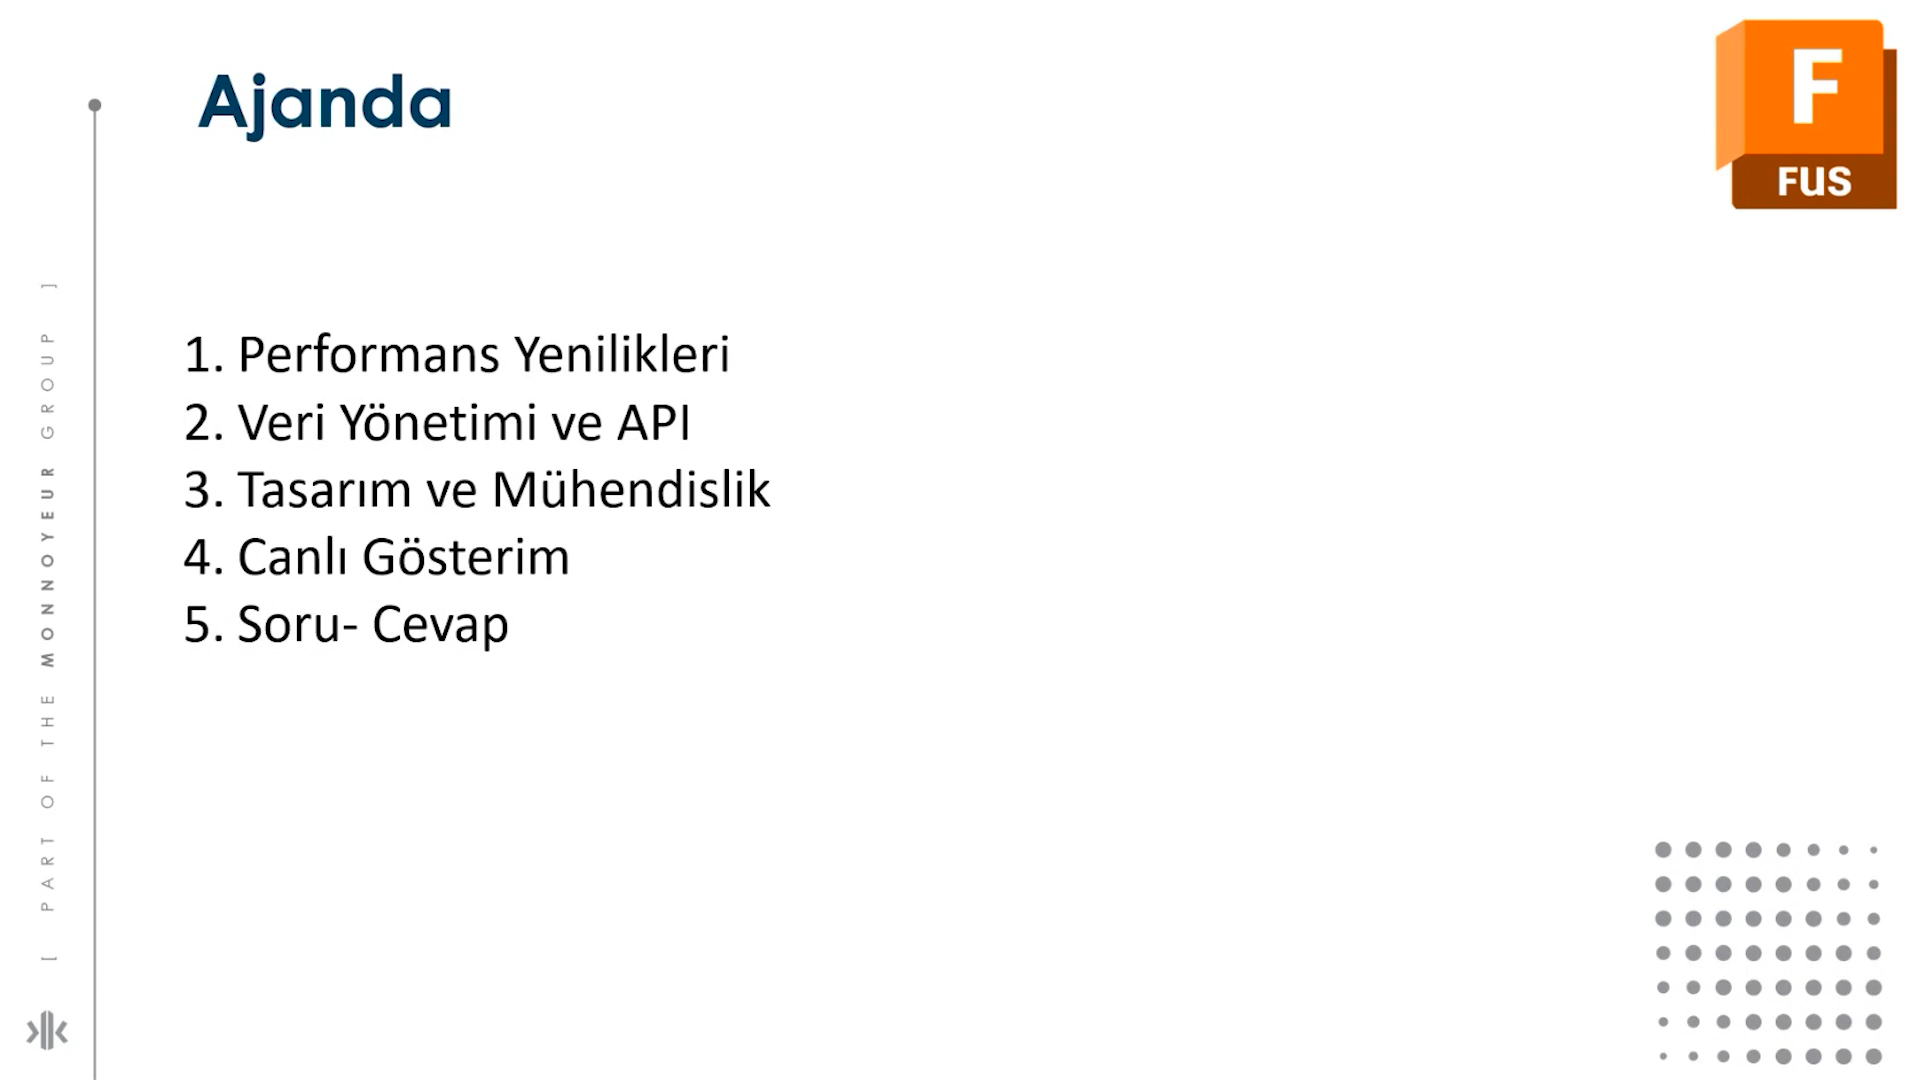 Ajanda
F
FUS
1. Performans Yenilikleri
2. Veri Yönetimi ve API
3. Tasarım ve Mühendislik
4. Canlı Gösterim
5. Soru- Cevap
[ PART OF THE MONNOYEUR GROUP ]